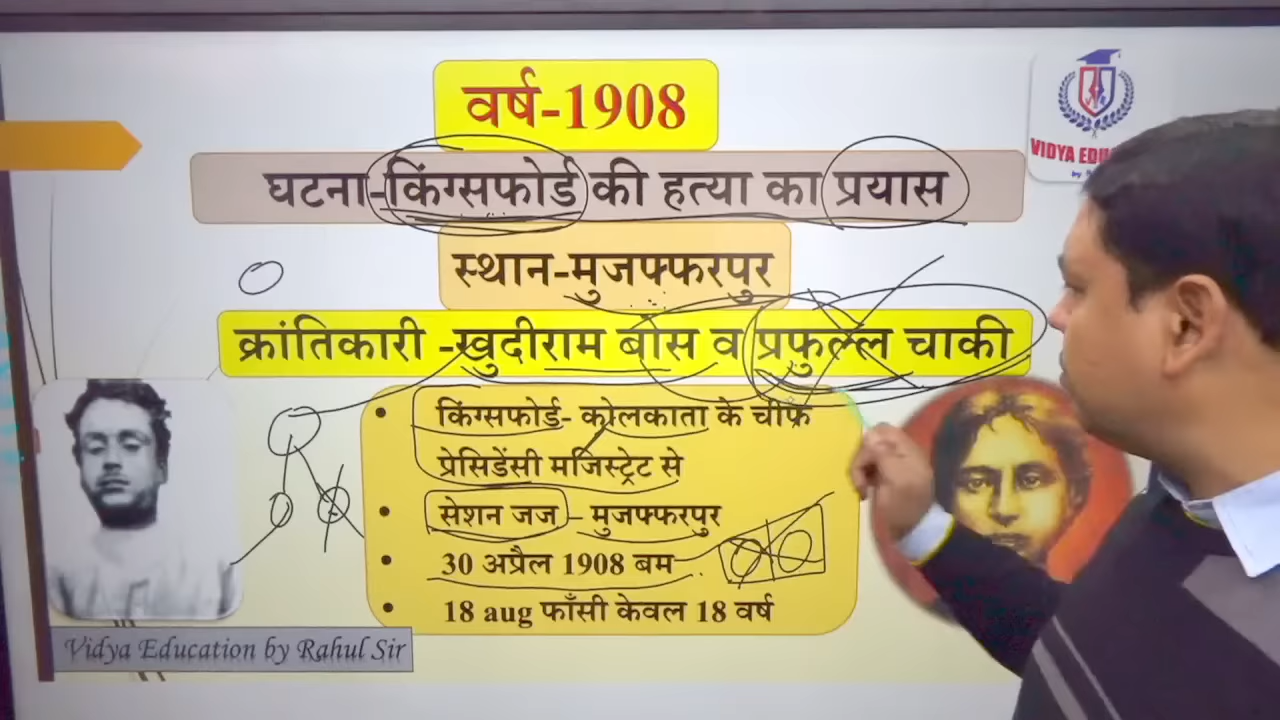 वर्ष-1908
VIDYA EDU
by
घटना-किंग्सफोर्ड की हत्या का प्रयास
स्थान-मुजफ्फरपुर
क्रांतिकारी -खुदीराम बोस व प्रफुल्ल चाकी
• किंग्सफोर्ड- कोलकाता के चीफ्र
प्रेसिडेंसी मजिस्ट्रेट से
• सेशन जज - मुजफ्फरपुर
• 30 अप्रैल 1908 बम
• 18 aug फाँसी केवल 18 वर्ष
Vidya Education by Rahul Sir